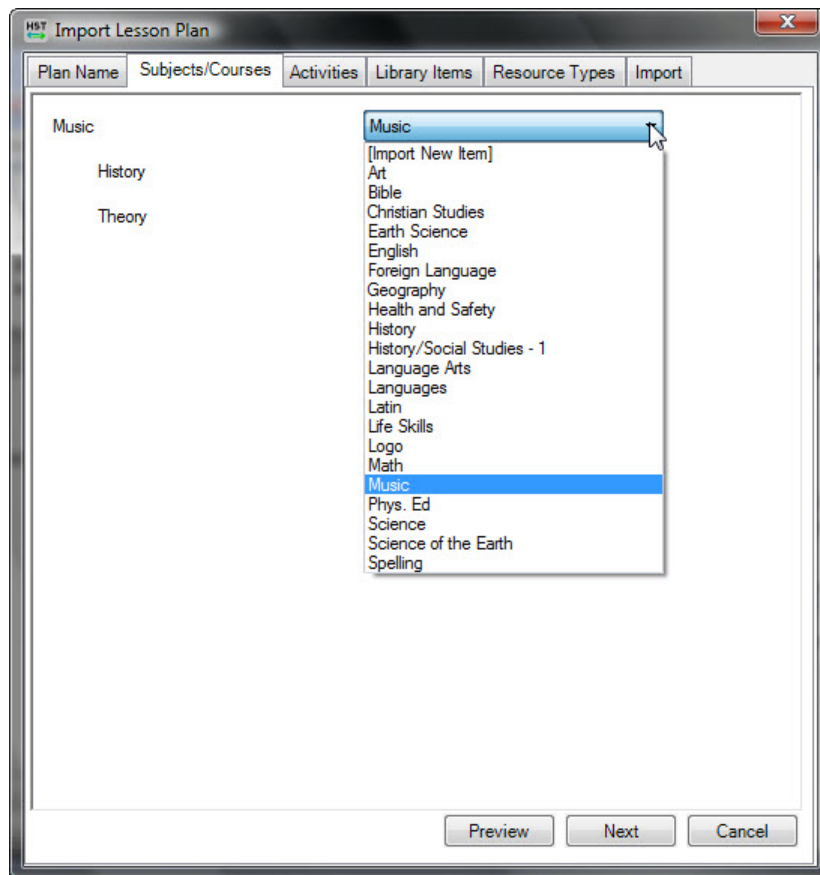 HST Import Lesson Plan
Plan Name Subjects/Courses Activities Library Items Resource Types Import
Music Music
[Import New Item]
History Art
Bible
Theory Christian Studies
Earth Science
English
Foreign Language
Geography
Health and Safety
History
History/Social Studies - 1
Language Arts
Languages
Latin
Life Skills
Logo
Math
Music
Phys. Ed
Science
Science of the Earth
Spelling
Preview Next Cancel